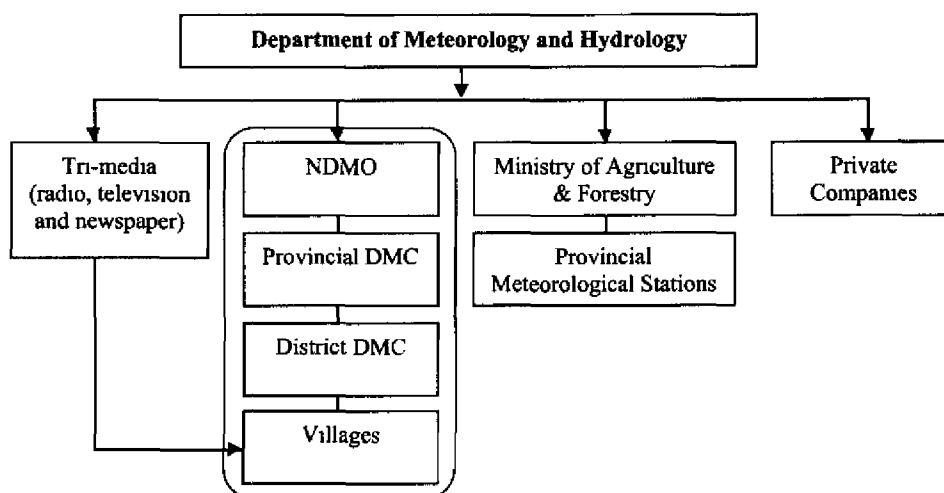 Department of Meteorology and Hydrology
Tri-media
(radio, television
and newspaper)
NDMO
Provincial DMC
District DMC
Villages
Ministry of Agriculture
& Forestry
Provincial
Meteorological Stations
Private
Companies